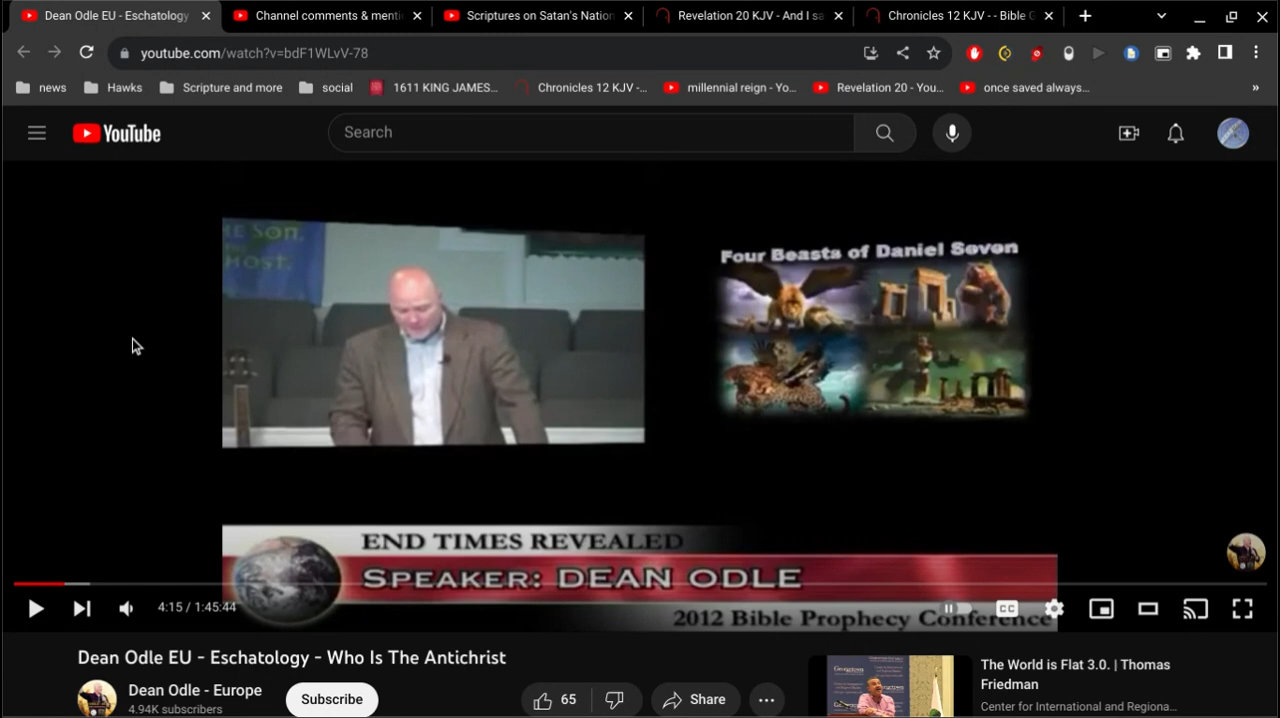 Dean Odle EU - Eschatology
Channel comments & menti
Scriptures on Satan's Nation
Revelation 20 KJV - And I sa
Chronicles 12 KJV - - Bible G
youtube.com/watch?v=bdF1WLvV-78
news
Hawks
Scripture and more
social
1611 KING JAMES...
Chronicles 12 KJV -...
millennial reign - Yo...
Revelation 20 - You...
once saved always...
»
YouTube
Search
HE SON,
HOST.
Four Beasts of Daniel Seven
END TIMES REVEALED
SPEAKER: DEAN ODLE
2012 Bible Prophecy Conference
4:15 / 1:45:44
CC
Dean Odle EU - Eschatology - Who Is The Antichrist
Dean Odle - Europe
4.94K subscribers
Subscribe
65
Share
The World is Flat 3.0. | Thomas
Friedman
Center for International and Regiona...